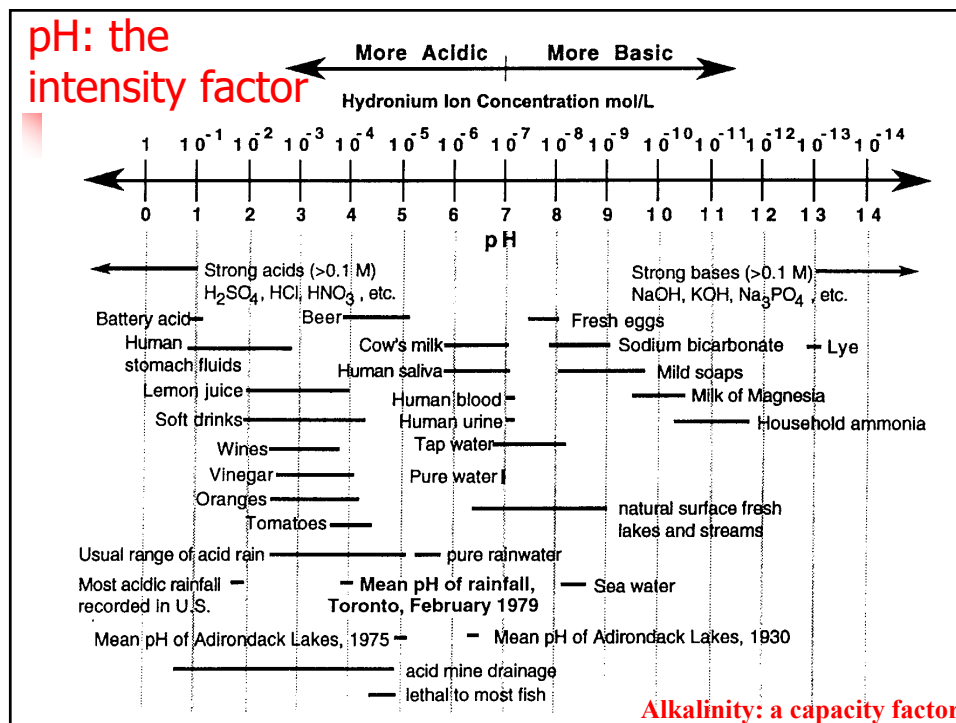 pH: the
intensity factor
More Acidic More Basic
Hydronium Ion Concentration mol/L
1 10^-1 10^-2 10^-3 10^-4 10^-5 10^-6 10^-7 10^-8 10^-9 10^-10 10^-11 10^-12 10^-13 10^-14
0 1 2 3 4 5 6 7 8 9 10 11 12 13 14
pH
Strong acids (>0.1 M)
H2SO4, HCl, HNO3, etc.
Strong bases (>0.1 M)
NaOH, KOH, Na3PO4, etc.
Battery acid
Beer
Fresh eggs
Human
stomach fluids
Cow's milk
Sodium bicarbonate
Lye
Human saliva
Mild soaps
Lemon juice
Human blood
Milk of Magnesia
Soft drinks
Human urine
Household ammonia
Wines
Tap water
Vinegar
Pure water
Oranges
natural surface fresh
lakes and streams
Tomatoes
Usual range of acid rain
pure rainwater
Most acidic rainfall
recorded in U.S.
Mean pH of rainfall,
Toronto, February 1979
Sea water
Mean pH of Adirondack Lakes, 1975
Mean pH of Adirondack Lakes, 1930
acid mine drainage
lethal to most fish
Alkalinity: a capacity factor